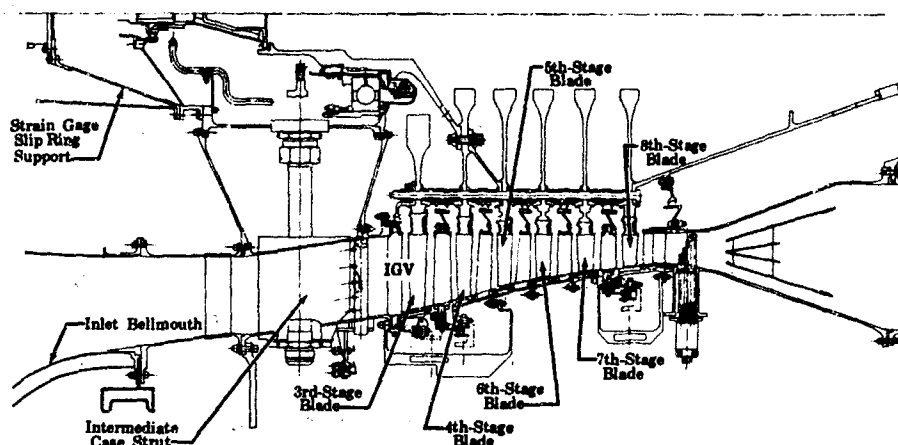 5th-Stage
Blade
Strain Gage
Slip Ring
Support
8th-Stage
Blade
IGV
Inlet Bellmouth
7th-Stage
Blade
3rd-Stage
Blade
6th-Stage
Blade
Intermediate
Case Strut
4th-Stage
Blade